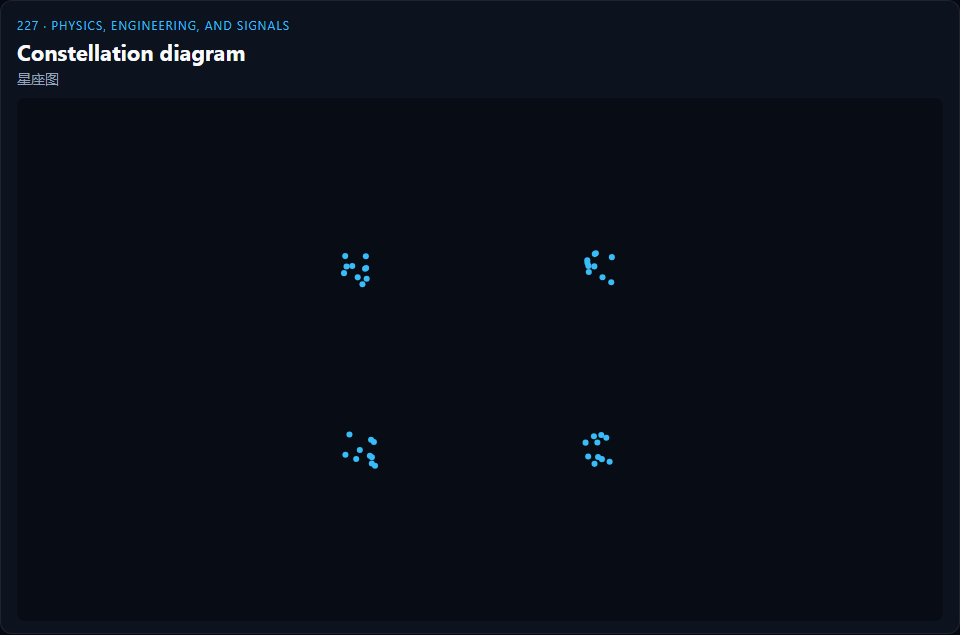 227 · PHYSICS, ENGINEERING, AND SIGNALS
Constellation diagram
星座图